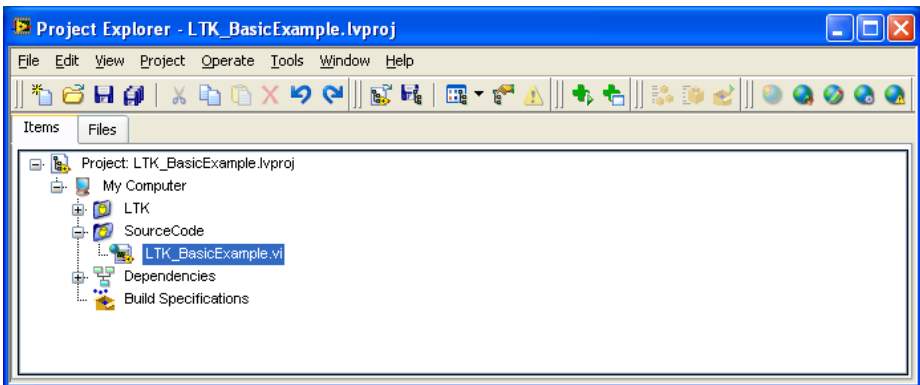 Project Explorer - LTK_BasicExample.lvproj
File Edit View Project Operate Tools Window Help
Items Files
Project: LTK_BasicExample.lvproj
My Computer
LTK
SourceCode
LTK_BasicExample.vi
Dependencies
Build Specifications